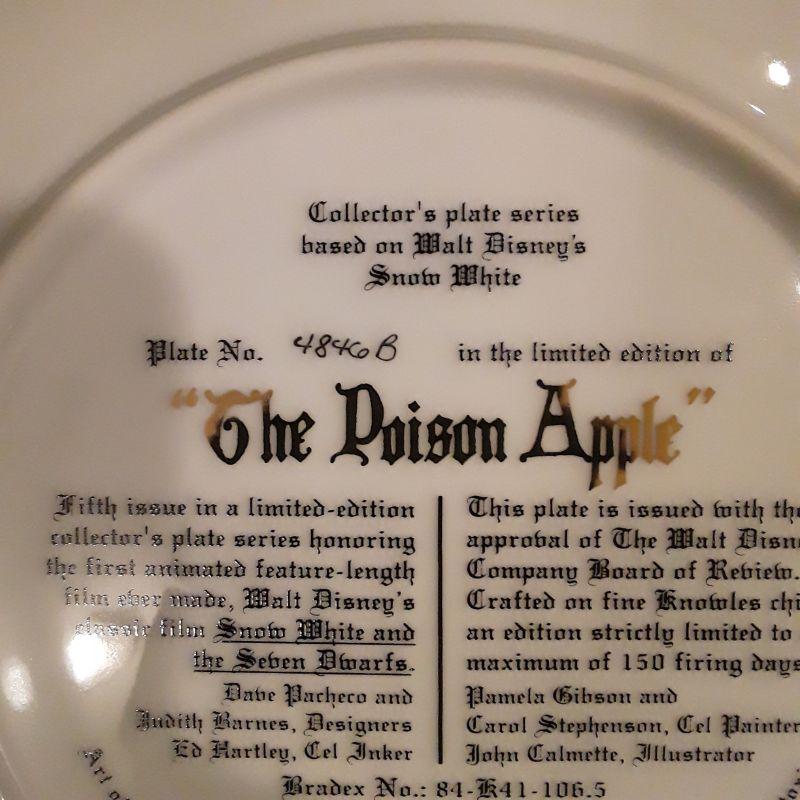 Collector's plate series
based on Walt Disney's
Snow White
Plate No. 4846B in the limited edition of
"The Poison Apple"
Fifth issue in a limited-edition
collector's plate series honoring
the first animated feature-length
film ever made, Walt Disney's
classic film Snow White and
the Seven Dwarfs.
Dave Pacheco and
Judith Barnes, Designers
Ed Hartley, Cel Inker
This plate is issued with the
approval of The Walt Disne
Company Board of Review.
Crafted on fine Knowles chi
an edition strictly limited to
maximum of 150 firing days
Pamela Gibson and
Carol Stephenson, Cel Painter
John Calmette, Illustrator
Bradex No.: 84-K41-106.5
"Art of